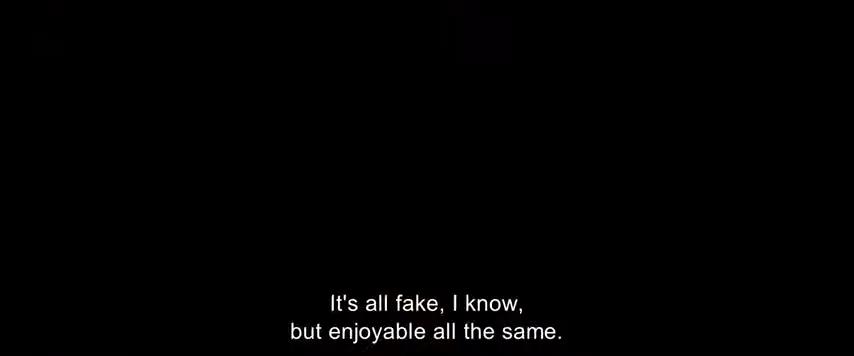 It's all fake, I know,
but enjoyable all the same.